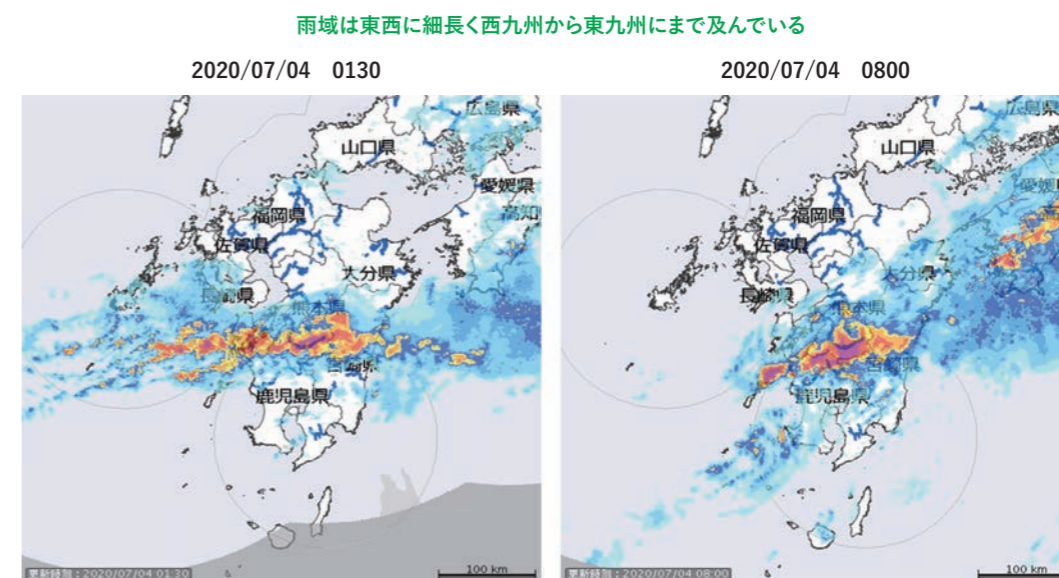 雨域は東西に細長く西九州から東九州にまで及んでいる
2020/07/04 0130
2020/07/04 0800
広島県
山口県
愛媛県
高知
福岡県
佐賀県
大分県
長崎県
熊本県
宮崎県
鹿児島県
更新時刻:2020/07/04 01:30
100 km
広島県
山口県
愛媛県
高知
福岡県
佐賀県
大分県
長崎県
熊本県
宮崎県
鹿児島県
更新時刻:2020/07/04 08:00
100 km